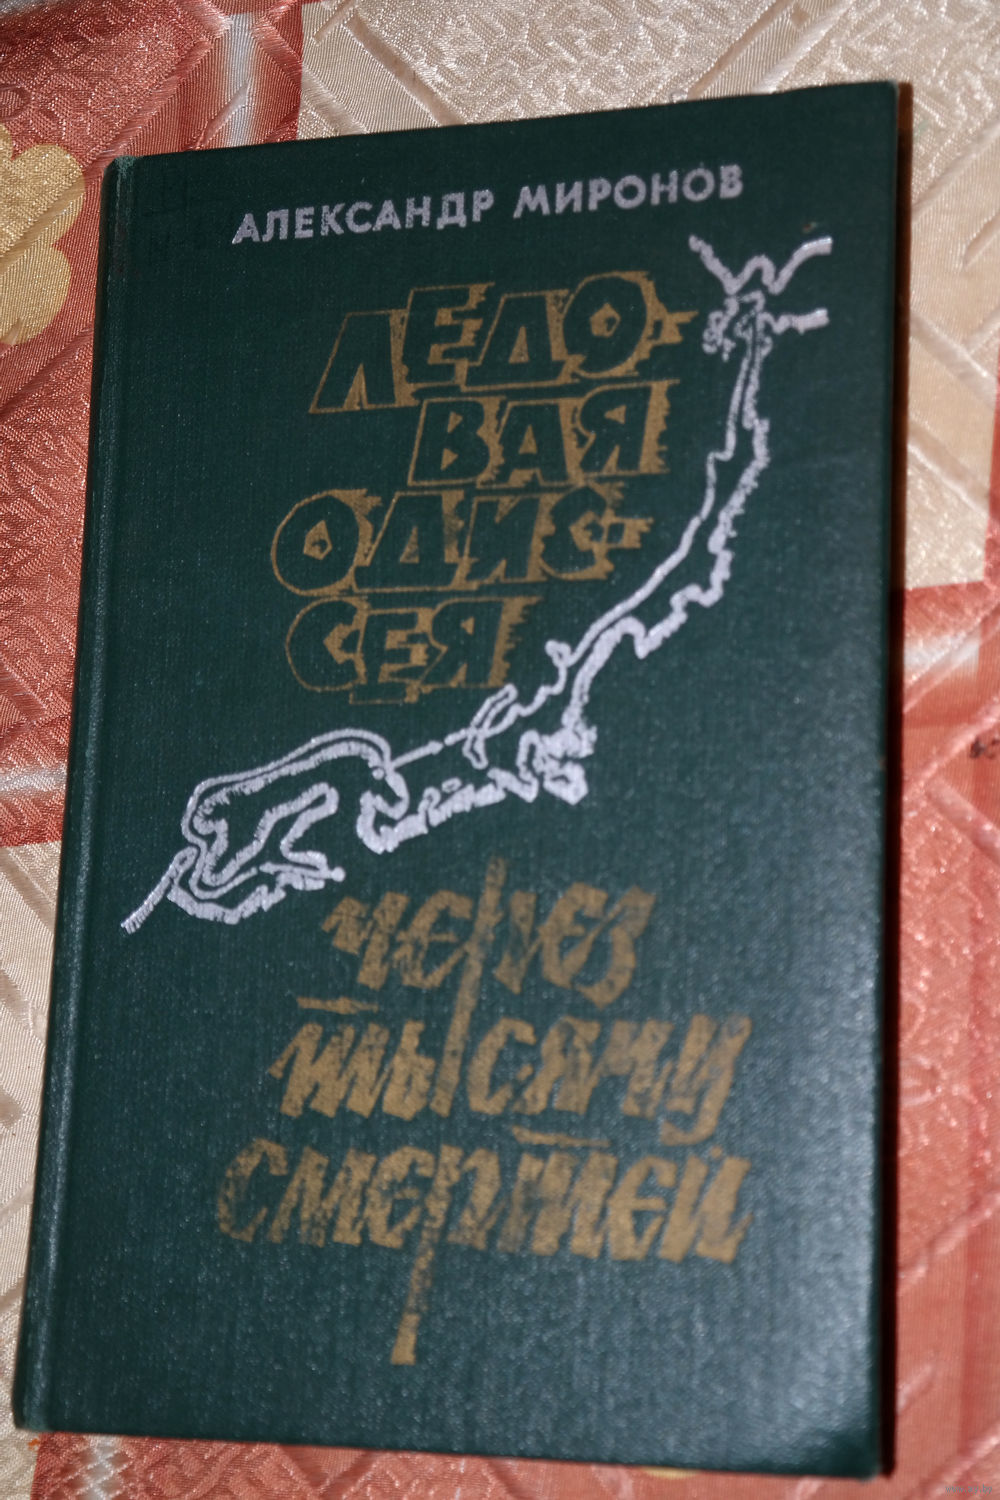 АЛЕКСАНДР МИРОНОВ
ЛЕДО-
ВАЯ
ОДИС-
СЕЯ
ЧЕРЕЗ
ТЫСЯЧУ
СМЕРТЕЙ